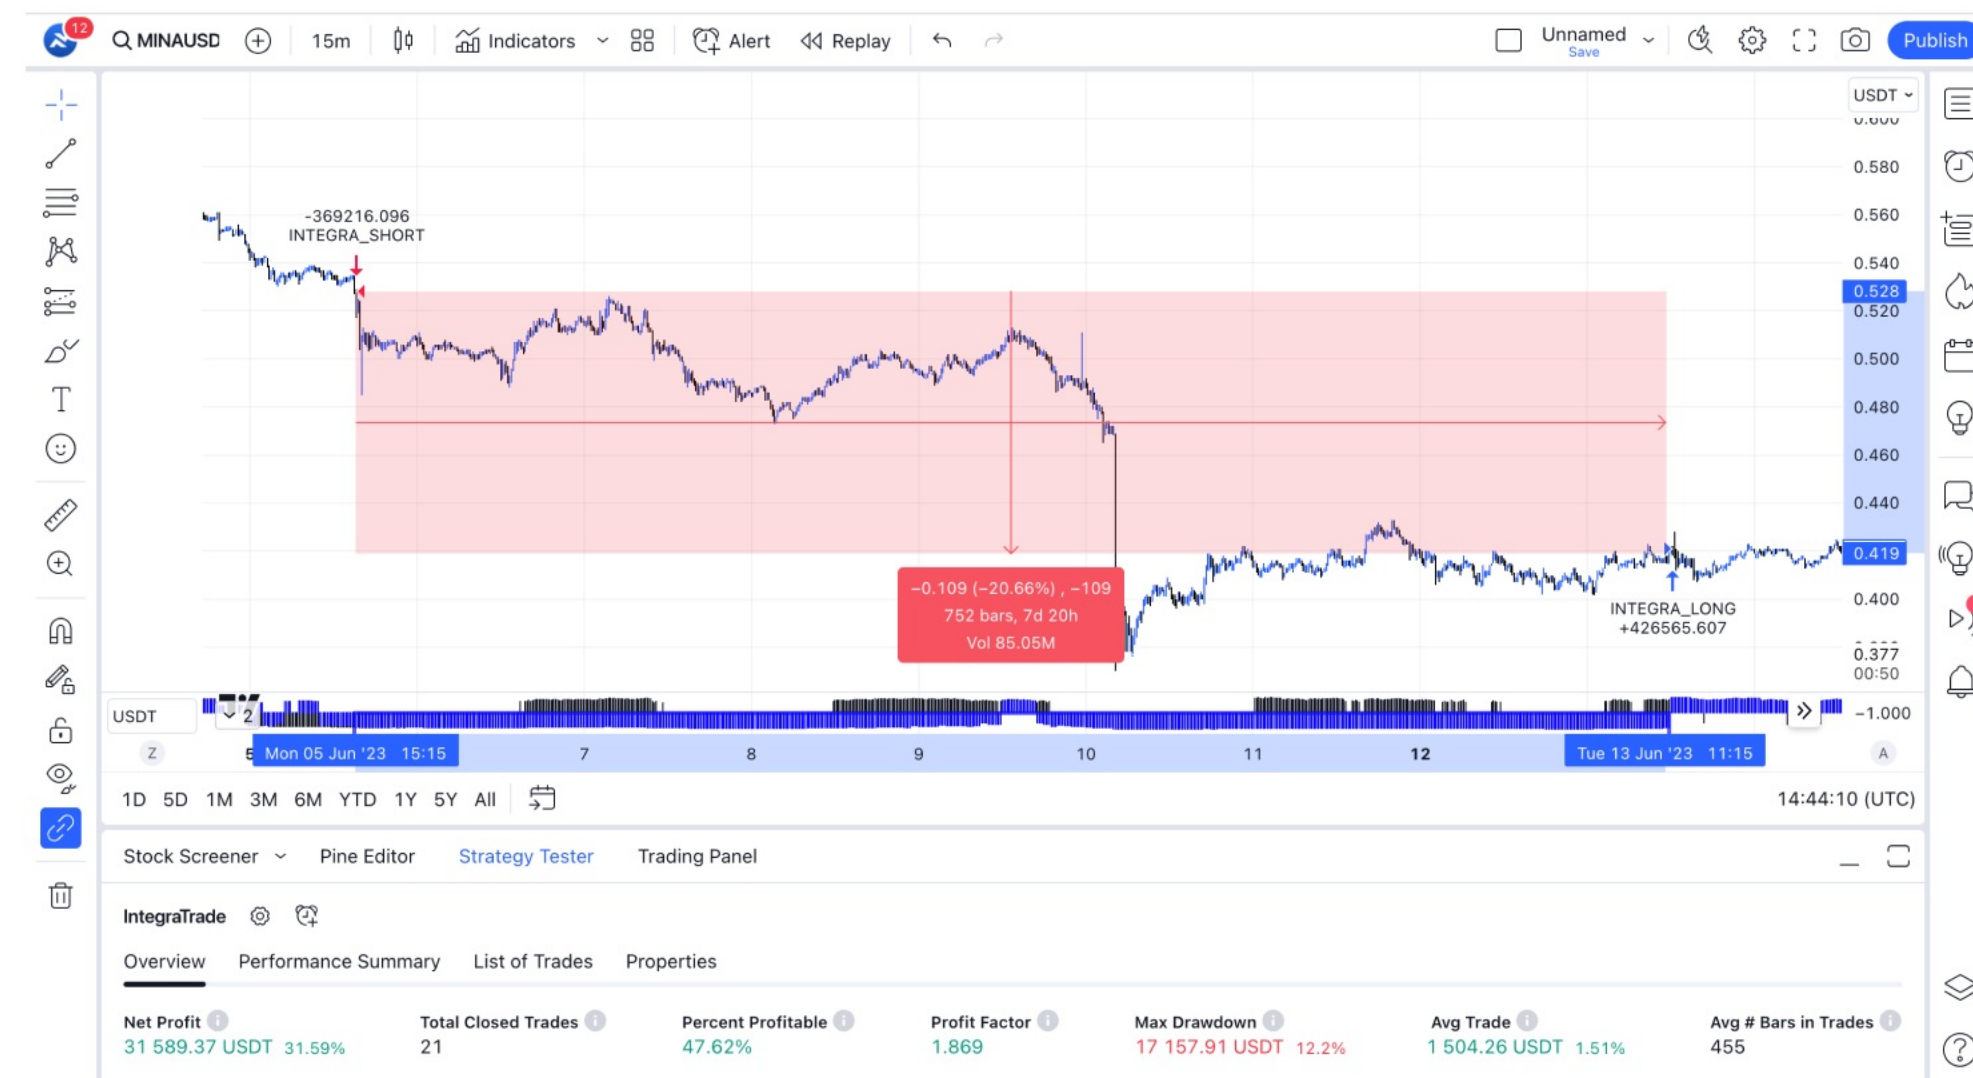 12
MINAUSD
15m
Indicators
Alert
Replay
Unnamed
Save
Publish
USDT
0.600
0.580
0.560
0.540
0.528
0.520
0.500
0.480
0.460
0.440
0.419
0.400
0.377
00:50
-369216.096
INTEGRA_SHORT
−0.109 (−20.66%) , −109
752 bars, 7d 20h
Vol 85.05M
INTEGRA_LONG
+426565.607
USDT
2
−1.000
Z
5
Mon 05 Jun '23 15:15
7
8
9
10
11
12
Tue 13 Jun '23 11:15
A
1D 5D 1M 3M 6M YTD 1Y 5Y All
14:44:10 (UTC)
Stock Screener Pine Editor Strategy Tester Trading Panel
IntegraTrade
Overview Performance Summary List of Trades Properties
Net Profit Total Closed Trades Percent Profitable Profit Factor Max Drawdown Avg Trade Avg # Bars in Trades
31 589.37 USDT 31.59% 21 47.62% 1.869 17 157.91 USDT 12.2% 1 504.26 USDT 1.51% 455